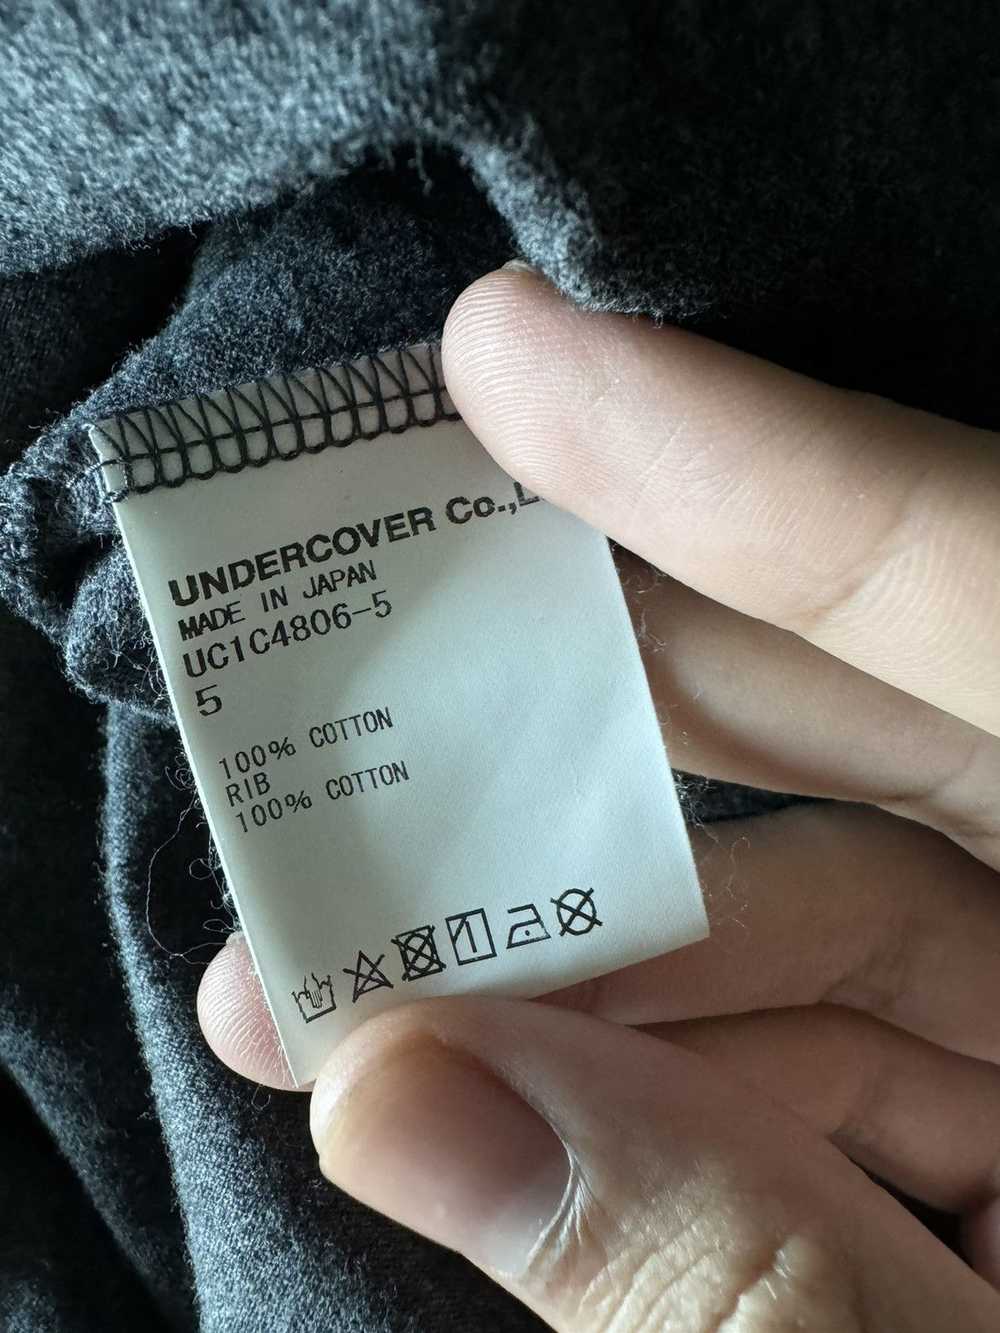 UNDERCOVER Co.,L
MADE IN JAPAN
UC1C4806-5
5
100% COTTON
RIB
100% COTTON